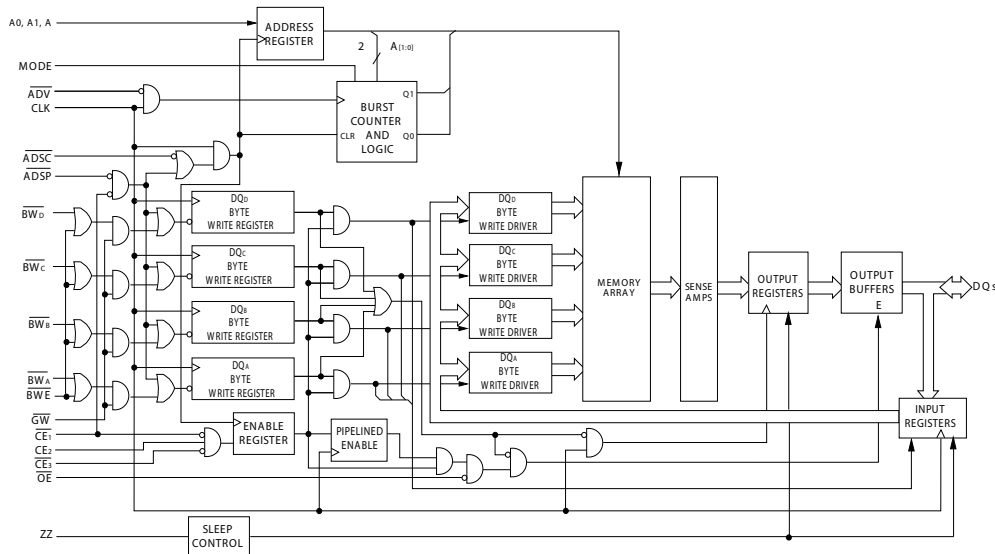 A0, A1, A
ADDRESS
REGISTER
2 A[1:0]
MODE
ADV
CLK
BURST
COUNTER
AND
LOGIC
Q1
CLR
Q0
ADSC
ADSP
BWD
DQD
BYTE
WRITE REGISTER
DQD
BYTE
WRITE DRIVER
BWC
DQC
BYTE
WRITE REGISTER
DQC
BYTE
WRITE DRIVER
MEMORY
ARRAY
SENSE
AMPS
OUTPUT
REGISTERS
OUTPUT
BUFFERS
E
DQs
BWB
DQB
BYTE
WRITE REGISTER
DQB
BYTE
WRITE DRIVER
BWA
BWE
DQA
BYTE
WRITE REGISTER
DQA
BYTE
WRITE DRIVER
GW
CE1
CE2
CE3
OE
ENABLE
REGISTER
PIPELINED
ENABLE
INPUT
REGISTERS
ZZ
SLEEP
CONTROL